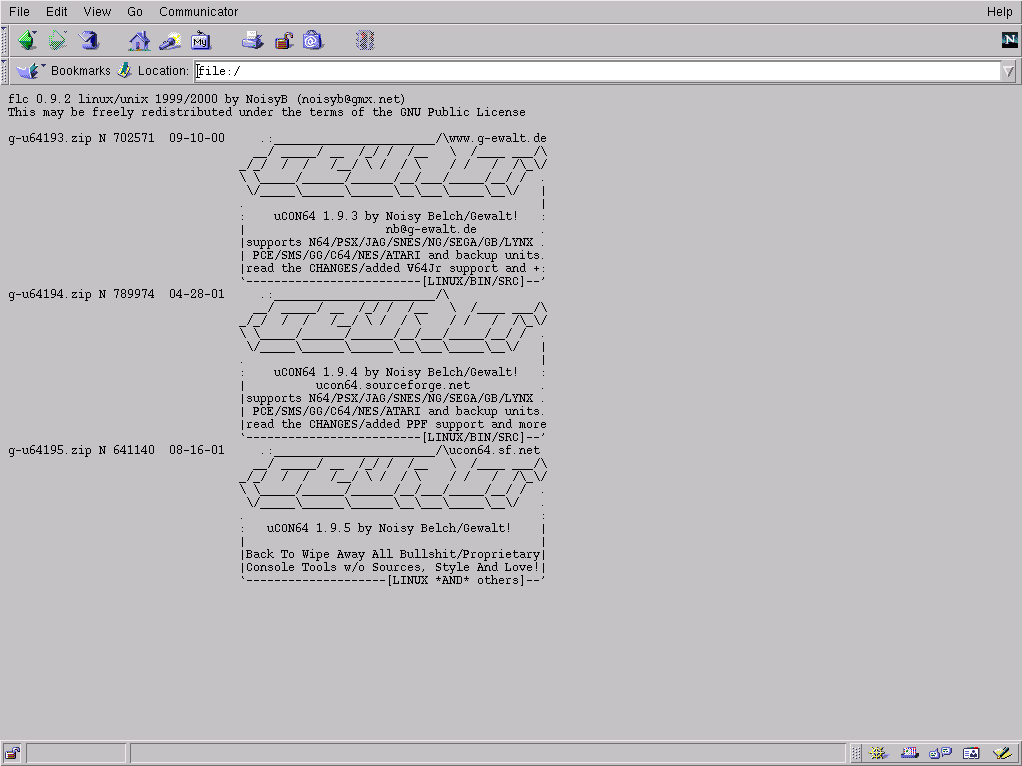 File Edit View Go Communicator Help
My
N
Bookmarks Location: file:/
flc 0.9.2 linux/unix 1999/2000 by NoisyB (noisyb@gmx.net)
This may be freely redistributed under the terms of the GNU Public License
g-u64193.zip N 702571 09-10-00 .:_______________________/\www.g-ewalt.de
uCON64 1.9.3 by Noisy Belch/Gewalt!
nb@g-ewalt.de
|supports N64/PSX/JAG/SNES/NG/SEGA/GB/LYNX .
| PCE/SMS/GG/C64/NES/ATARI and backup units.
|read the CHANGES/added V64Jr support and +:
`-------------------------[LINUX/BIN/SRC]--'
g-u64194.zip N 789974 04-28-01 .:_______________________/\
uCON64 1.9.4 by Noisy Belch/Gewalt!
ucon64.sourceforge.net
|supports N64/PSX/JAG/SNES/NG/SEGA/GB/LYNX .
| PCE/SMS/GG/C64/NES/ATARI and backup units.
|read the CHANGES/added PPF support and more
`-------------------------[LINUX/BIN/SRC]--'
g-u64195.zip N 641140 08-16-01 .:_______________________/\ucon64.sf.net
uCON64 1.9.5 by Noisy Belch/Gewalt!
|Back To Wipe Away All Bullshit/Proprietary|
|Console Tools w/o Sources, Style And Love!|
`--------------------[LINUX *AND* others]--'